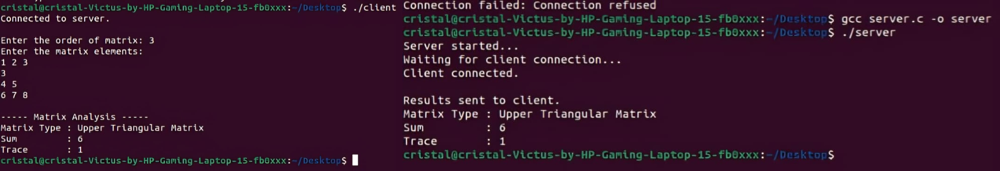 cristal@cristal-Victus-by-HP-Gaming-Laptop-15-fb0xxx:~/Desktop$ ./client
Connected to server.
Enter the order of matrix: 3
Enter the matrix elements:
1 2 3
3
4 5
6 7 8
----- Matrix Analysis -----
Matrix Type : Upper Triangular Matrix
Sum         : 6
Trace       : 1
cristal@cristal-Victus-by-HP-Gaming-Laptop-15-fb0xxx:~/Desktop$
Connection failed: Connection refused
cristal@cristal-Victus-by-HP-Gaming-Laptop-15-fb0xxx:~/Desktop$ gcc server.c -o server
cristal@cristal-Victus-by-HP-Gaming-Laptop-15-fb0xxx:~/Desktop$ ./server
Server started...
Waiting for client connection...
Client connected.
Results sent to client.
Matrix Type : Upper Triangular Matrix
Sum         : 6
Trace       : 1
cristal@cristal-Victus-by-HP-Gaming-Laptop-15-fb0xxx:~/Desktop$